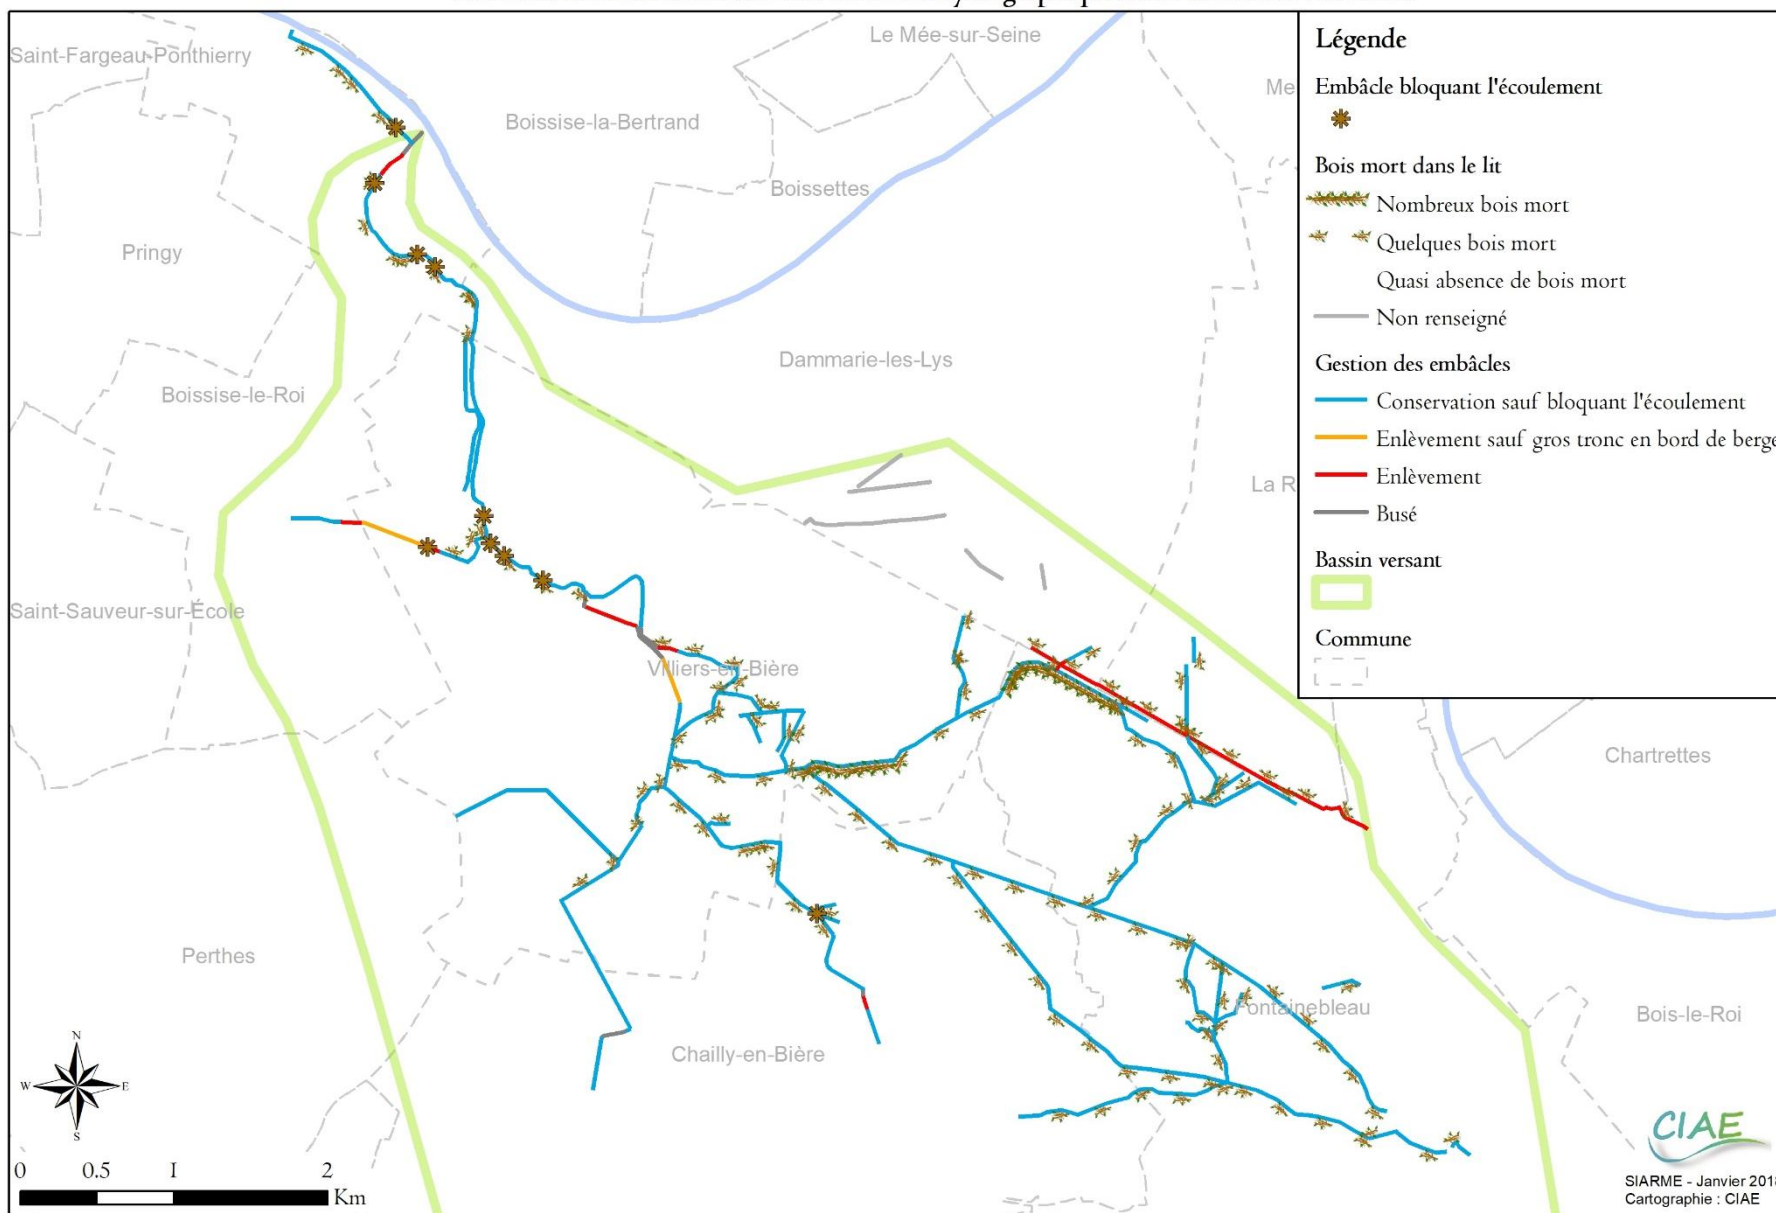 Saint-Fargeau-Ponthierry
Le Mée-sur-Seine
Boissise-la-Bertrand
Boissettes
Pringy
Dammarie-les-Lys
Boissise-le-Roi
Me
La R
Saint-Sauveur-sur-École
Villiers-en-Bière
Chartrettes
Perthes
Fontainebleau
Bois-le-Roi
Chailly-en-Bière
Légende
Embâcle bloquant l'écoulement
Bois mort dans le lit
Nombreux bois mort
Quelques bois mort
Quasi absence de bois mort
Non renseigné
Gestion des embâcles
Conservation sauf bloquant l'écoulement
Enlèvement sauf gros tronc en bord de berge
Enlèvement
Busé
Bassin versant
Commune
N
W E
S
0 0.5 1 2
Km
CIAE
SIARME - Janvier 2018
Cartographie : CIAE